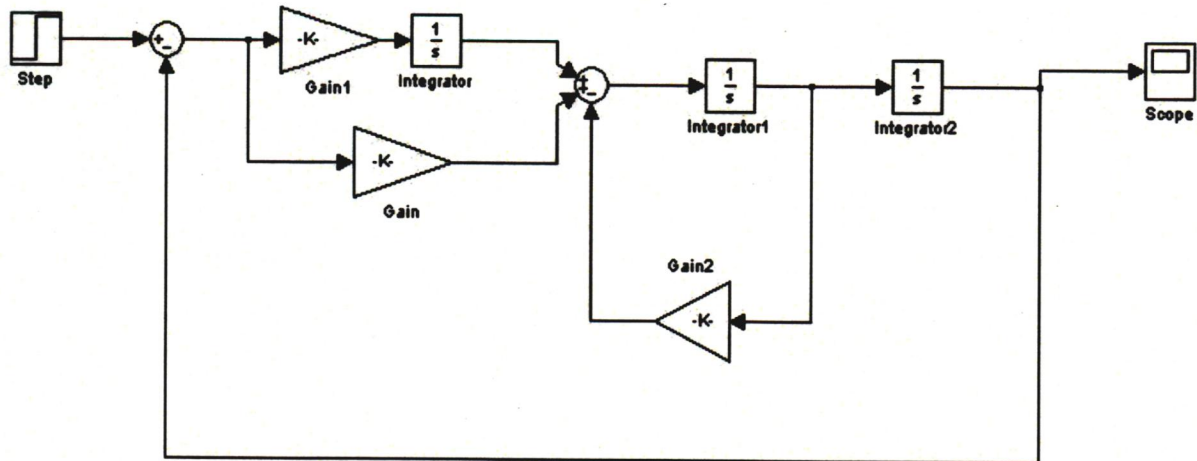 Step
+
-
-K-
Gain1
1
s
Integrator
+
+
-
1
s
Integrator1
1
s
Integrator2
Scope
-K-
Gain
Gain2
-K-